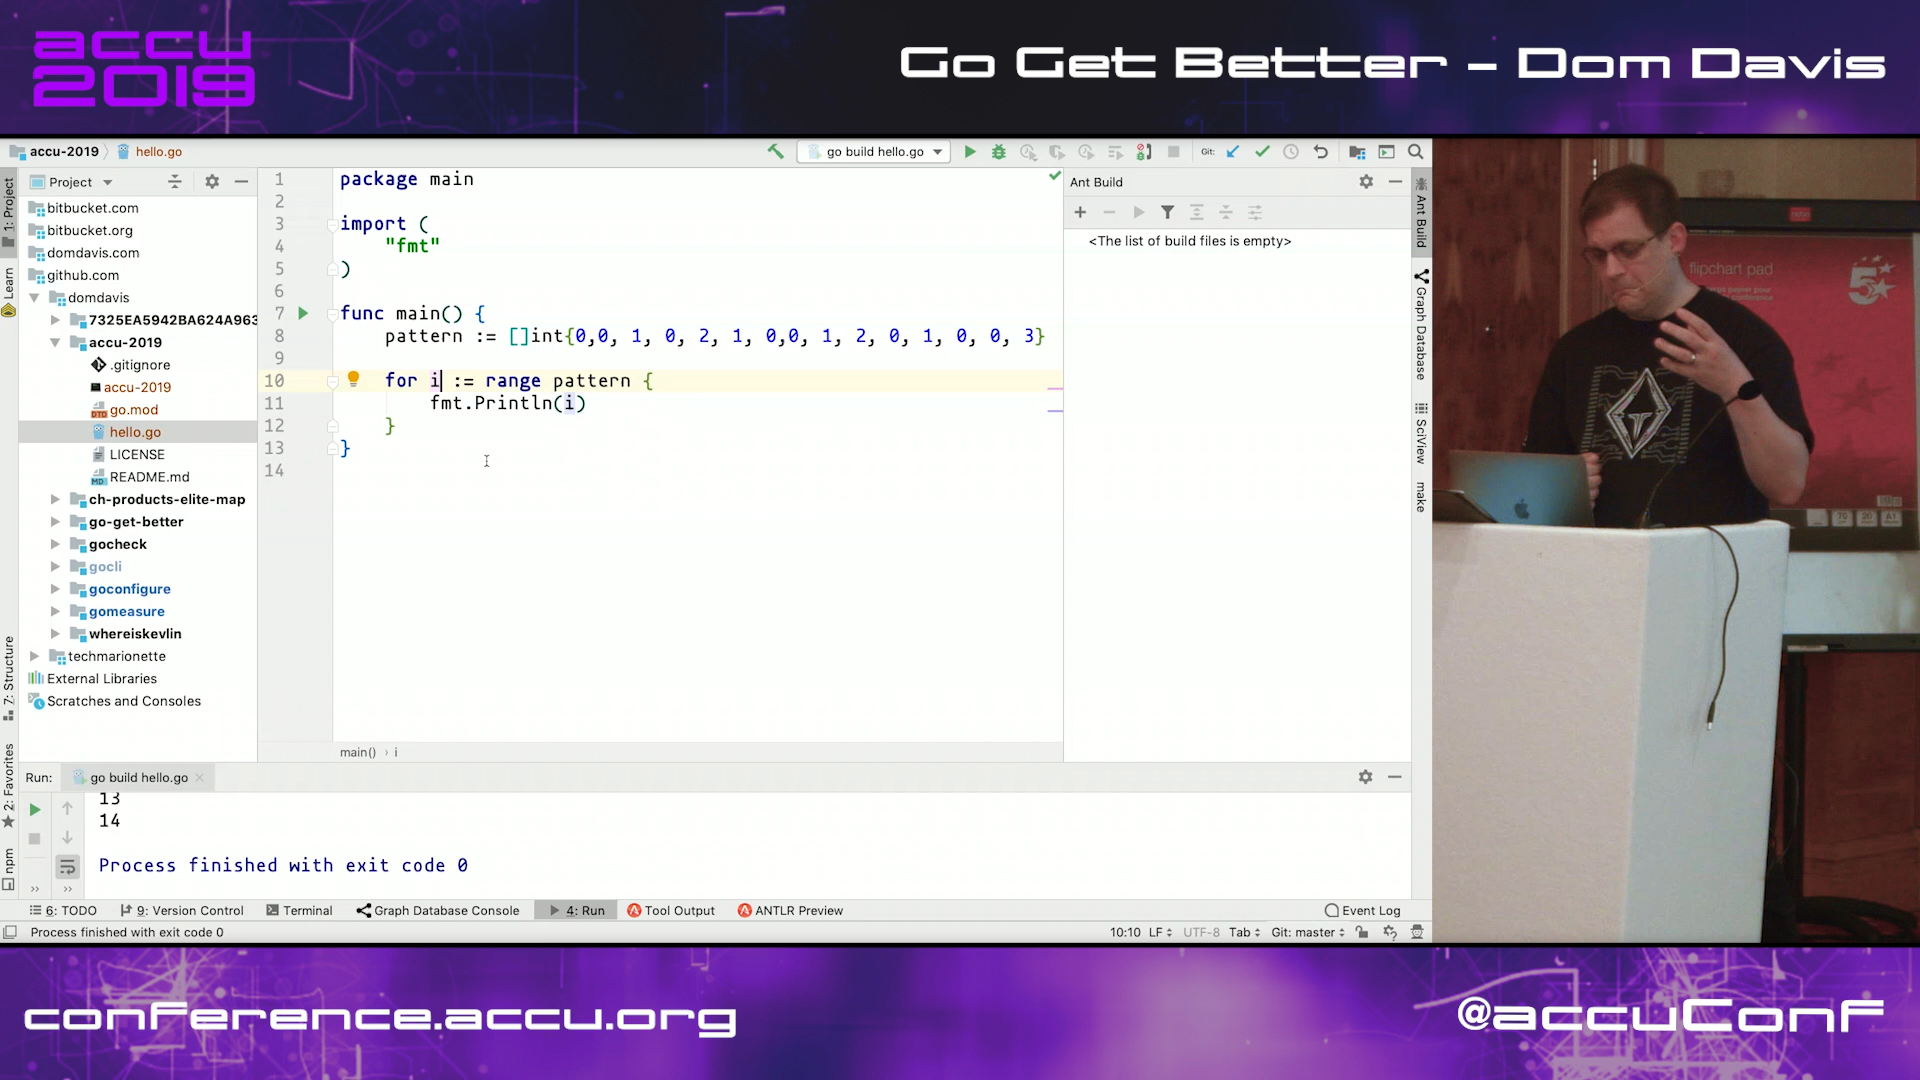 accu
2019
Go Get Better - Dom Davis
accu-2019 hello.go
go build hello.go
Git:
1: Project
Learn
7: Structure
2: Favorites
npm
Project
bitbucket.com
bitbucket.org
domdavis.com
github.com
domdavis
7325EA5942BA624A963
accu-2019
.gitignore
accu-2019
go.mod
hello.go
LICENSE
README.md
ch-products-elite-map
go-get-better
gocheck
gocli
goconfigure
gomeasure
whereiskevlin
techmarionette
External Libraries
Scratches and Consoles
1 package main
2
3 import (
4 "fmt"
5 )
6
7 func main() {
8 pattern := []int{0,0, 1, 0, 2, 1, 0,0, 1, 2, 0, 1, 0, 0, 3}
9
10 for i := range pattern {
11 fmt.Println(i)
12 }
13 }
14
main() › i
Ant Build
<The list of build files is empty>
Ant Build
Graph Database
SciView
make
flipchart pad
5
70 20 A1
Run: go build hello.go
13
14
Process finished with exit code 0
6: TODO 9: Version Control Terminal Graph Database Console 4: Run Tool Output ANTLR Preview Event Log
Process finished with exit code 0 10:10 LF UTF-8 Tab Git: master
conference.accu.org
@accuConf